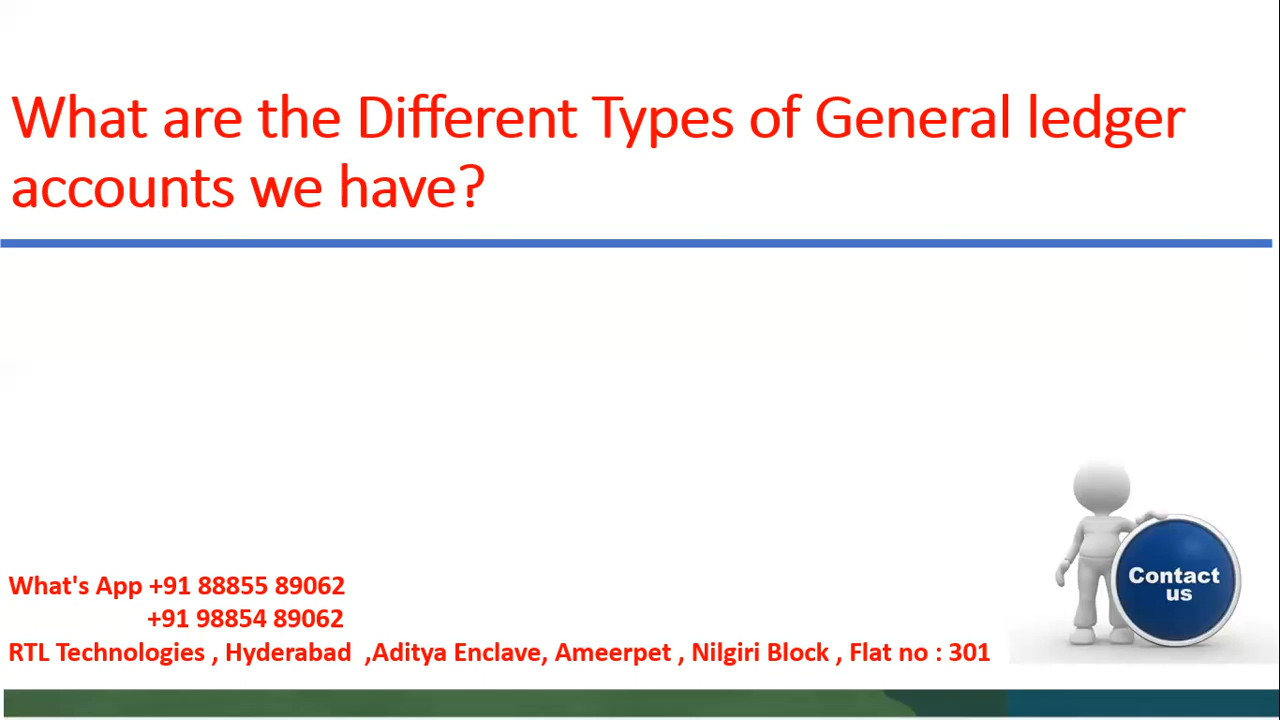 What are the Different Types of General ledger
accounts we have?
What's App +91 88855 89062
+91 98854 89062
RTL Technologies , Hyderabad  ,Aditya Enclave, Ameerpet , Nilgiri Block , Flat no : 301
Contact
us